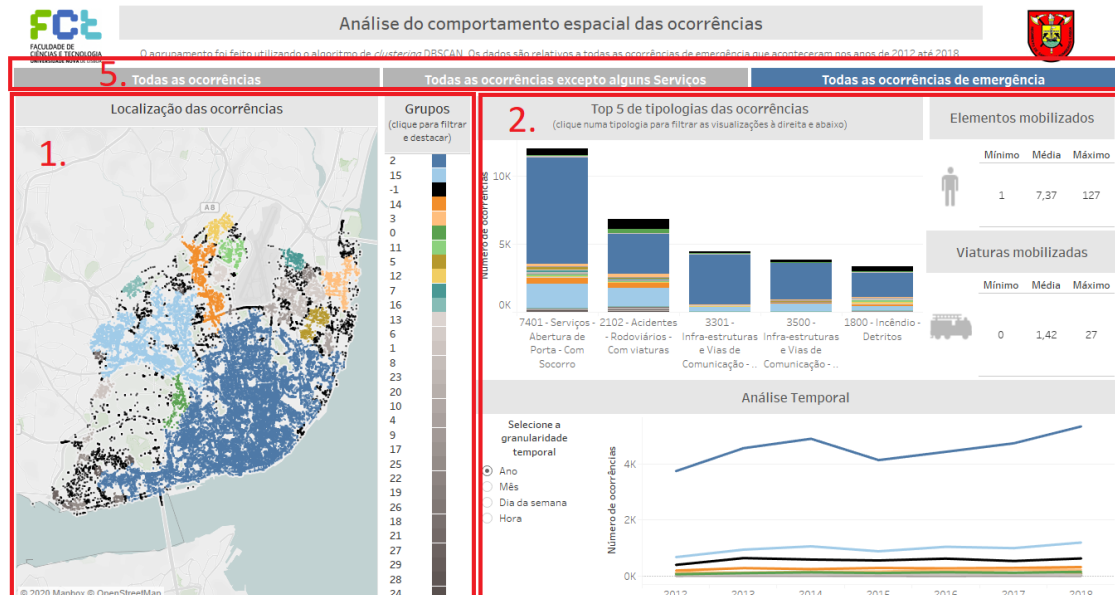 FCt
FACULDADE DE
CIÊNCIAS E TECNOLOGIA
UNIVERSIDADE NOVA DE LISBOA
Análise do comportamento espacial das ocorrências
O agrupamento foi feito utilizando o algoritmo de clustering DBSCAN. Os dados são relativos a todas as ocorrências de emergência que aconteceram nos anos de 2012 até 2018
5.
Todas as ocorrências
Todas as ocorrências excepto alguns Serviços
Todas as ocorrências de emergência
Localização das ocorrências
1.
A8
© 2020 Mapbox © OpenStreetMap
Grupos
(clique para filtrar
e destacar)
2
15
-1
14
3
0
11
5
12
7
16
13
6
1
8
23
20
10
4
9
17
25
22
19
26
18
21
27
29
28
24
2.
Top 5 de tipologias das ocorrências
(clique numa tipologia para filtrar as visualizações à direita e abaixo)
Número de ocorrências
10K
5K
0K
7401 - Serviços -
Abertura de
Porta - Com
Socorro
2102 - Acidentes
- Rodoviários -
Com viaturas
3301 -
Infra-estruturas
e Vias de
Comunicação - ..
3500 -
Infra-estruturas
e Vias de
Comunicação - ..
1800 - Incêndio -
Detritos
Elementos mobilizados
Mínimo Média Máximo
1 7,37 127
Viaturas mobilizadas
Mínimo Média Máximo
0 1,42 27
Análise Temporal
Selecione a
granularidade
temporal
Ano
Mês
Dia da semana
Hora
Número de ocorrências
4K
2K
0K
2012 2013 2014 2015 2016 2017 2018